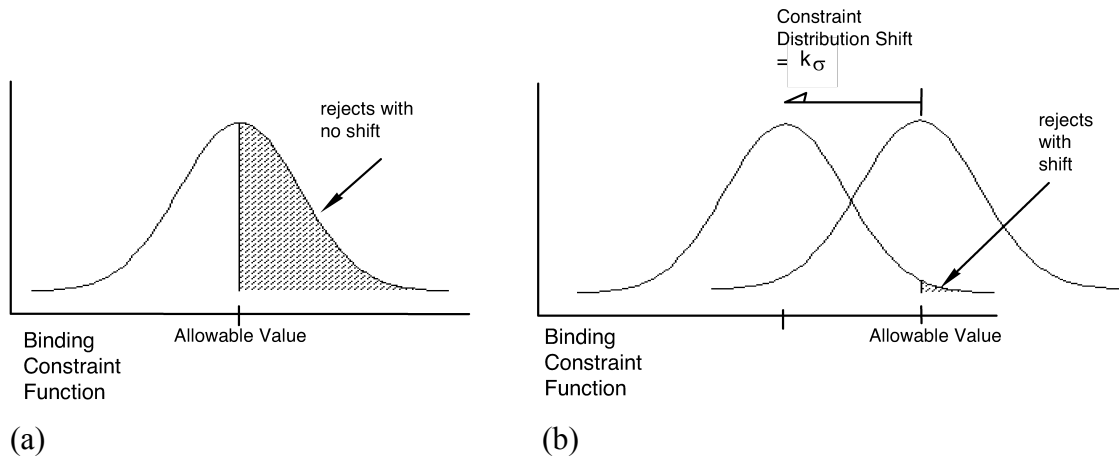 rejects with
no shift
Allowable Value
Binding
Constraint
Function
(a)
Constraint
Distribution Shift
= kσ
rejects
with
shift
Allowable Value
Binding
Constraint
Function
(b)